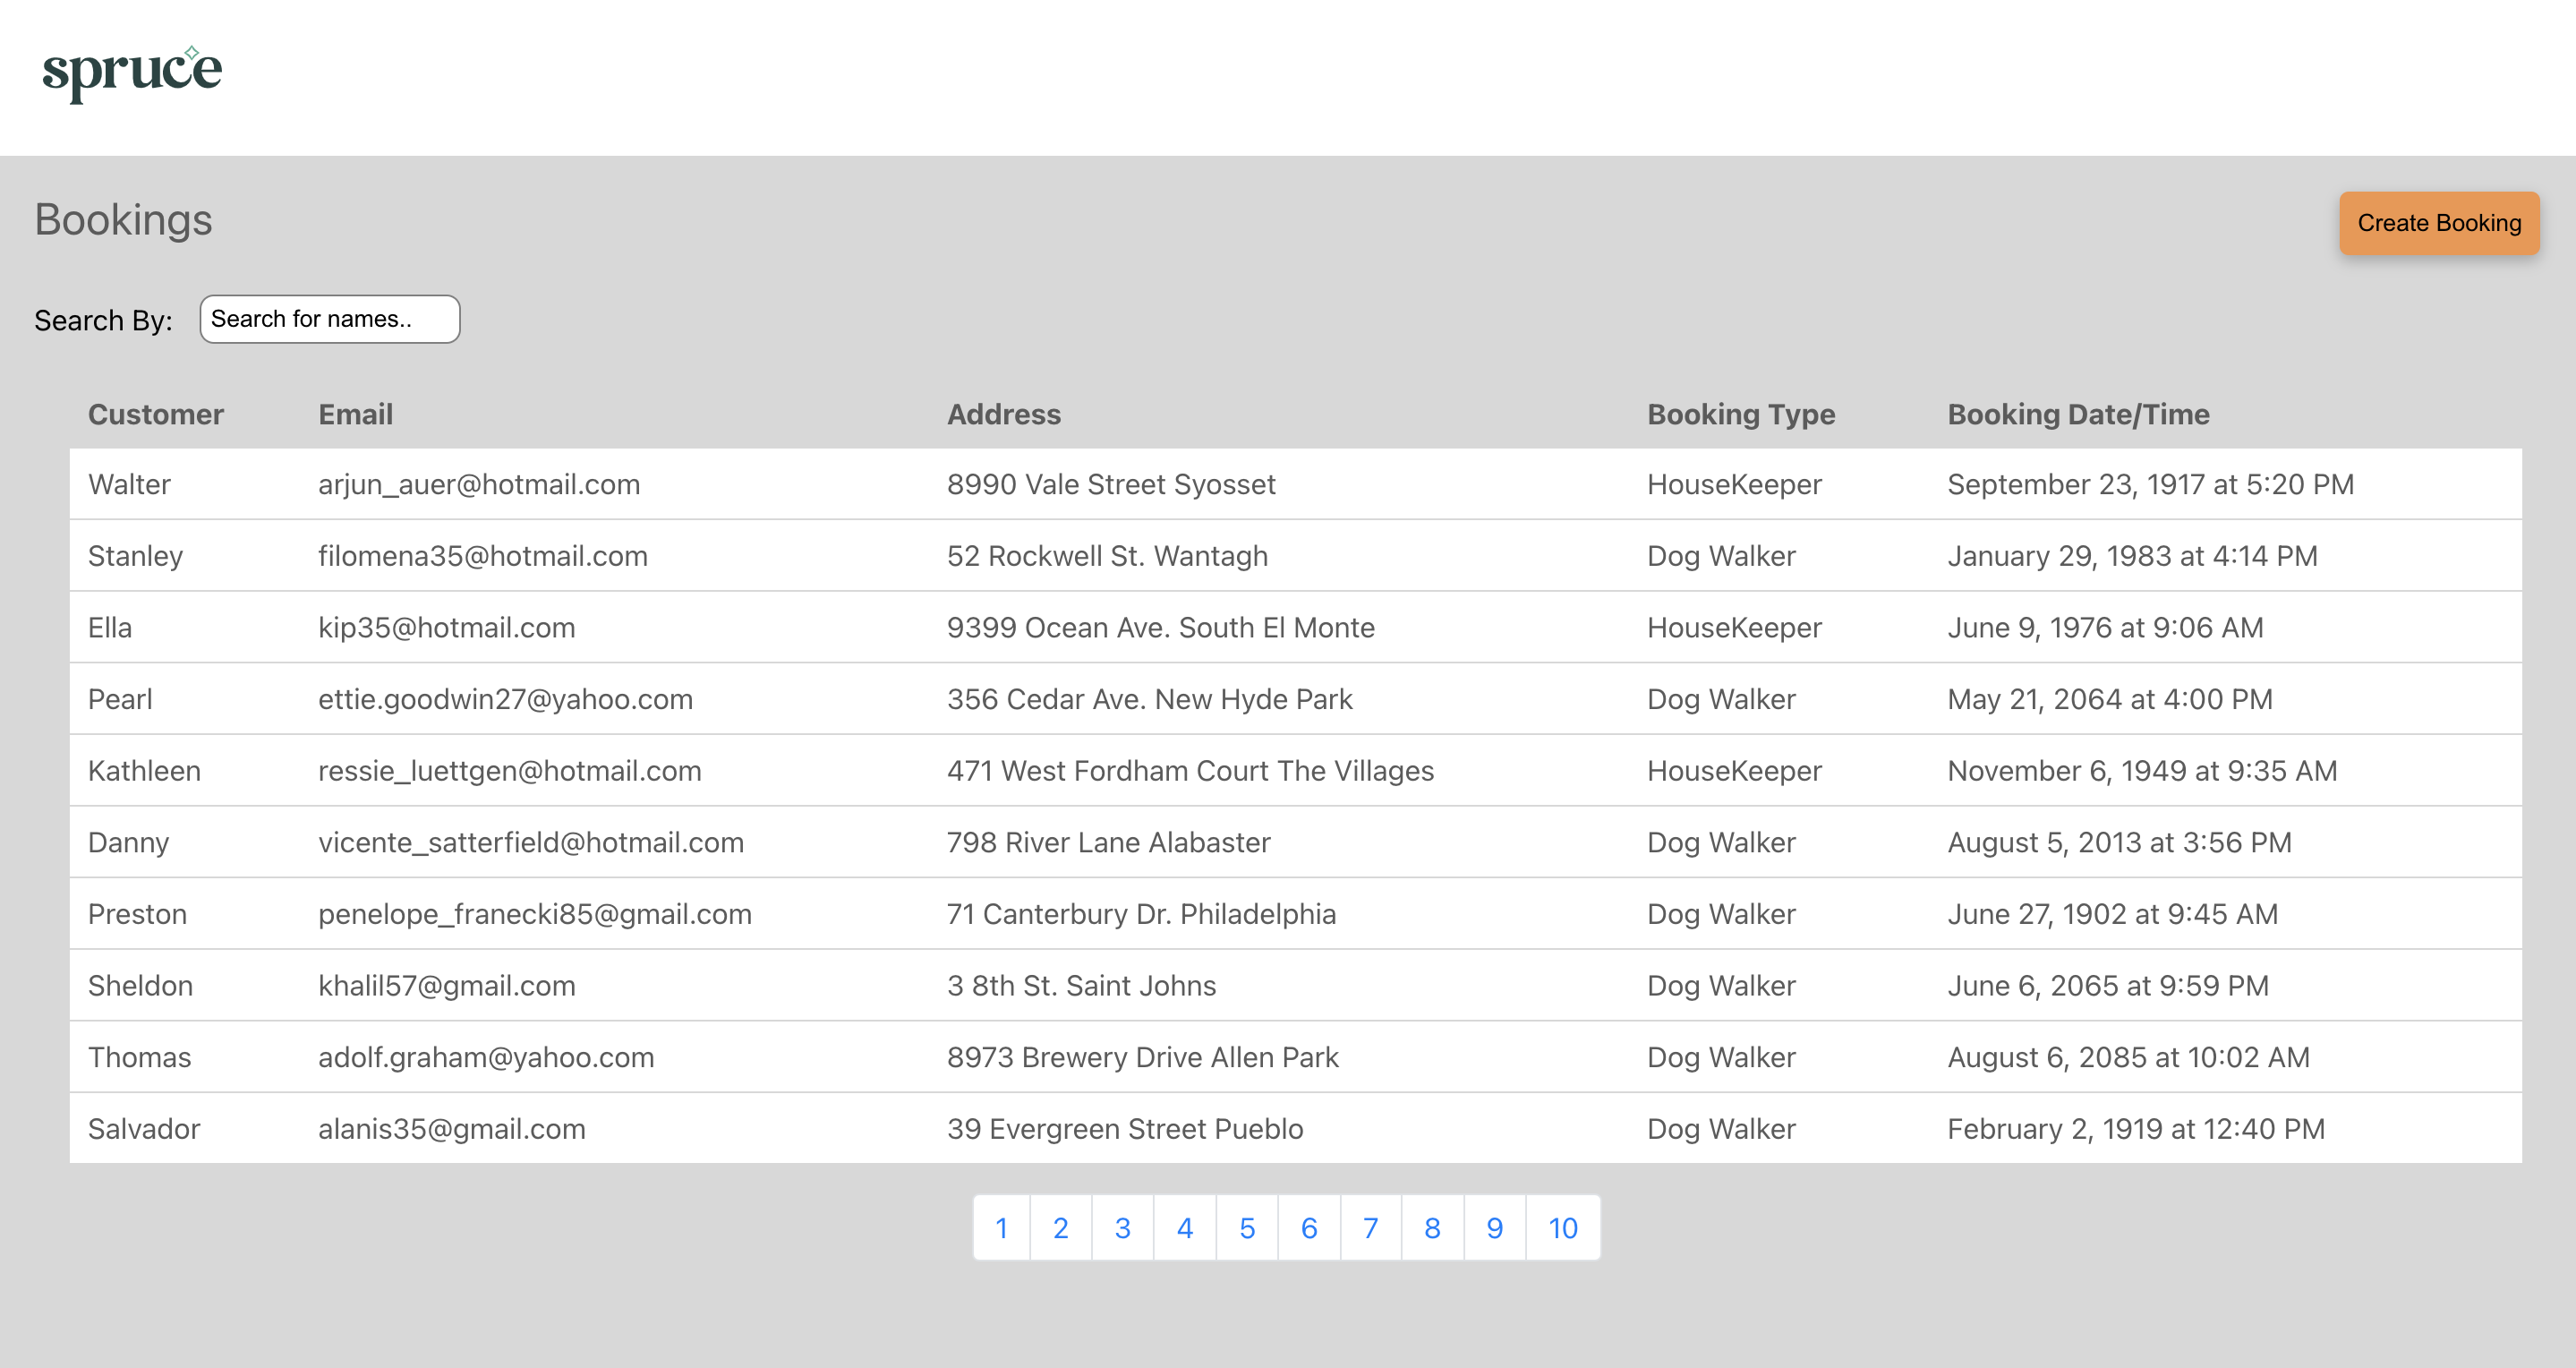 spruce
Bookings
Create Booking
Search By: Search for names..
Customer Email Address Booking Type Booking Date/Time
Walter arjun_auer@hotmail.com 8990 Vale Street Syosset HouseKeeper September 23, 1917 at 5:20 PM
Stanley filomena35@hotmail.com 52 Rockwell St. Wantagh Dog Walker January 29, 1983 at 4:14 PM
Ella kip35@hotmail.com 9399 Ocean Ave. South El Monte HouseKeeper June 9, 1976 at 9:06 AM
Pearl ettie.goodwin27@yahoo.com 356 Cedar Ave. New Hyde Park Dog Walker May 21, 2064 at 4:00 PM
Kathleen ressie_luettgen@hotmail.com 471 West Fordham Court The Villages HouseKeeper November 6, 1949 at 9:35 AM
Danny vicente_satterfield@hotmail.com 798 River Lane Alabaster Dog Walker August 5, 2013 at 3:56 PM
Preston penelope_franecki85@gmail.com 71 Canterbury Dr. Philadelphia Dog Walker June 27, 1902 at 9:45 AM
Sheldon khalil57@gmail.com 3 8th St. Saint Johns Dog Walker June 6, 2065 at 9:59 PM
Thomas adolf.graham@yahoo.com 8973 Brewery Drive Allen Park Dog Walker August 6, 2085 at 10:02 AM
Salvador alanis35@gmail.com 39 Evergreen Street Pueblo Dog Walker February 2, 1919 at 12:40 PM
1 2 3 4 5 6 7 8 9 10